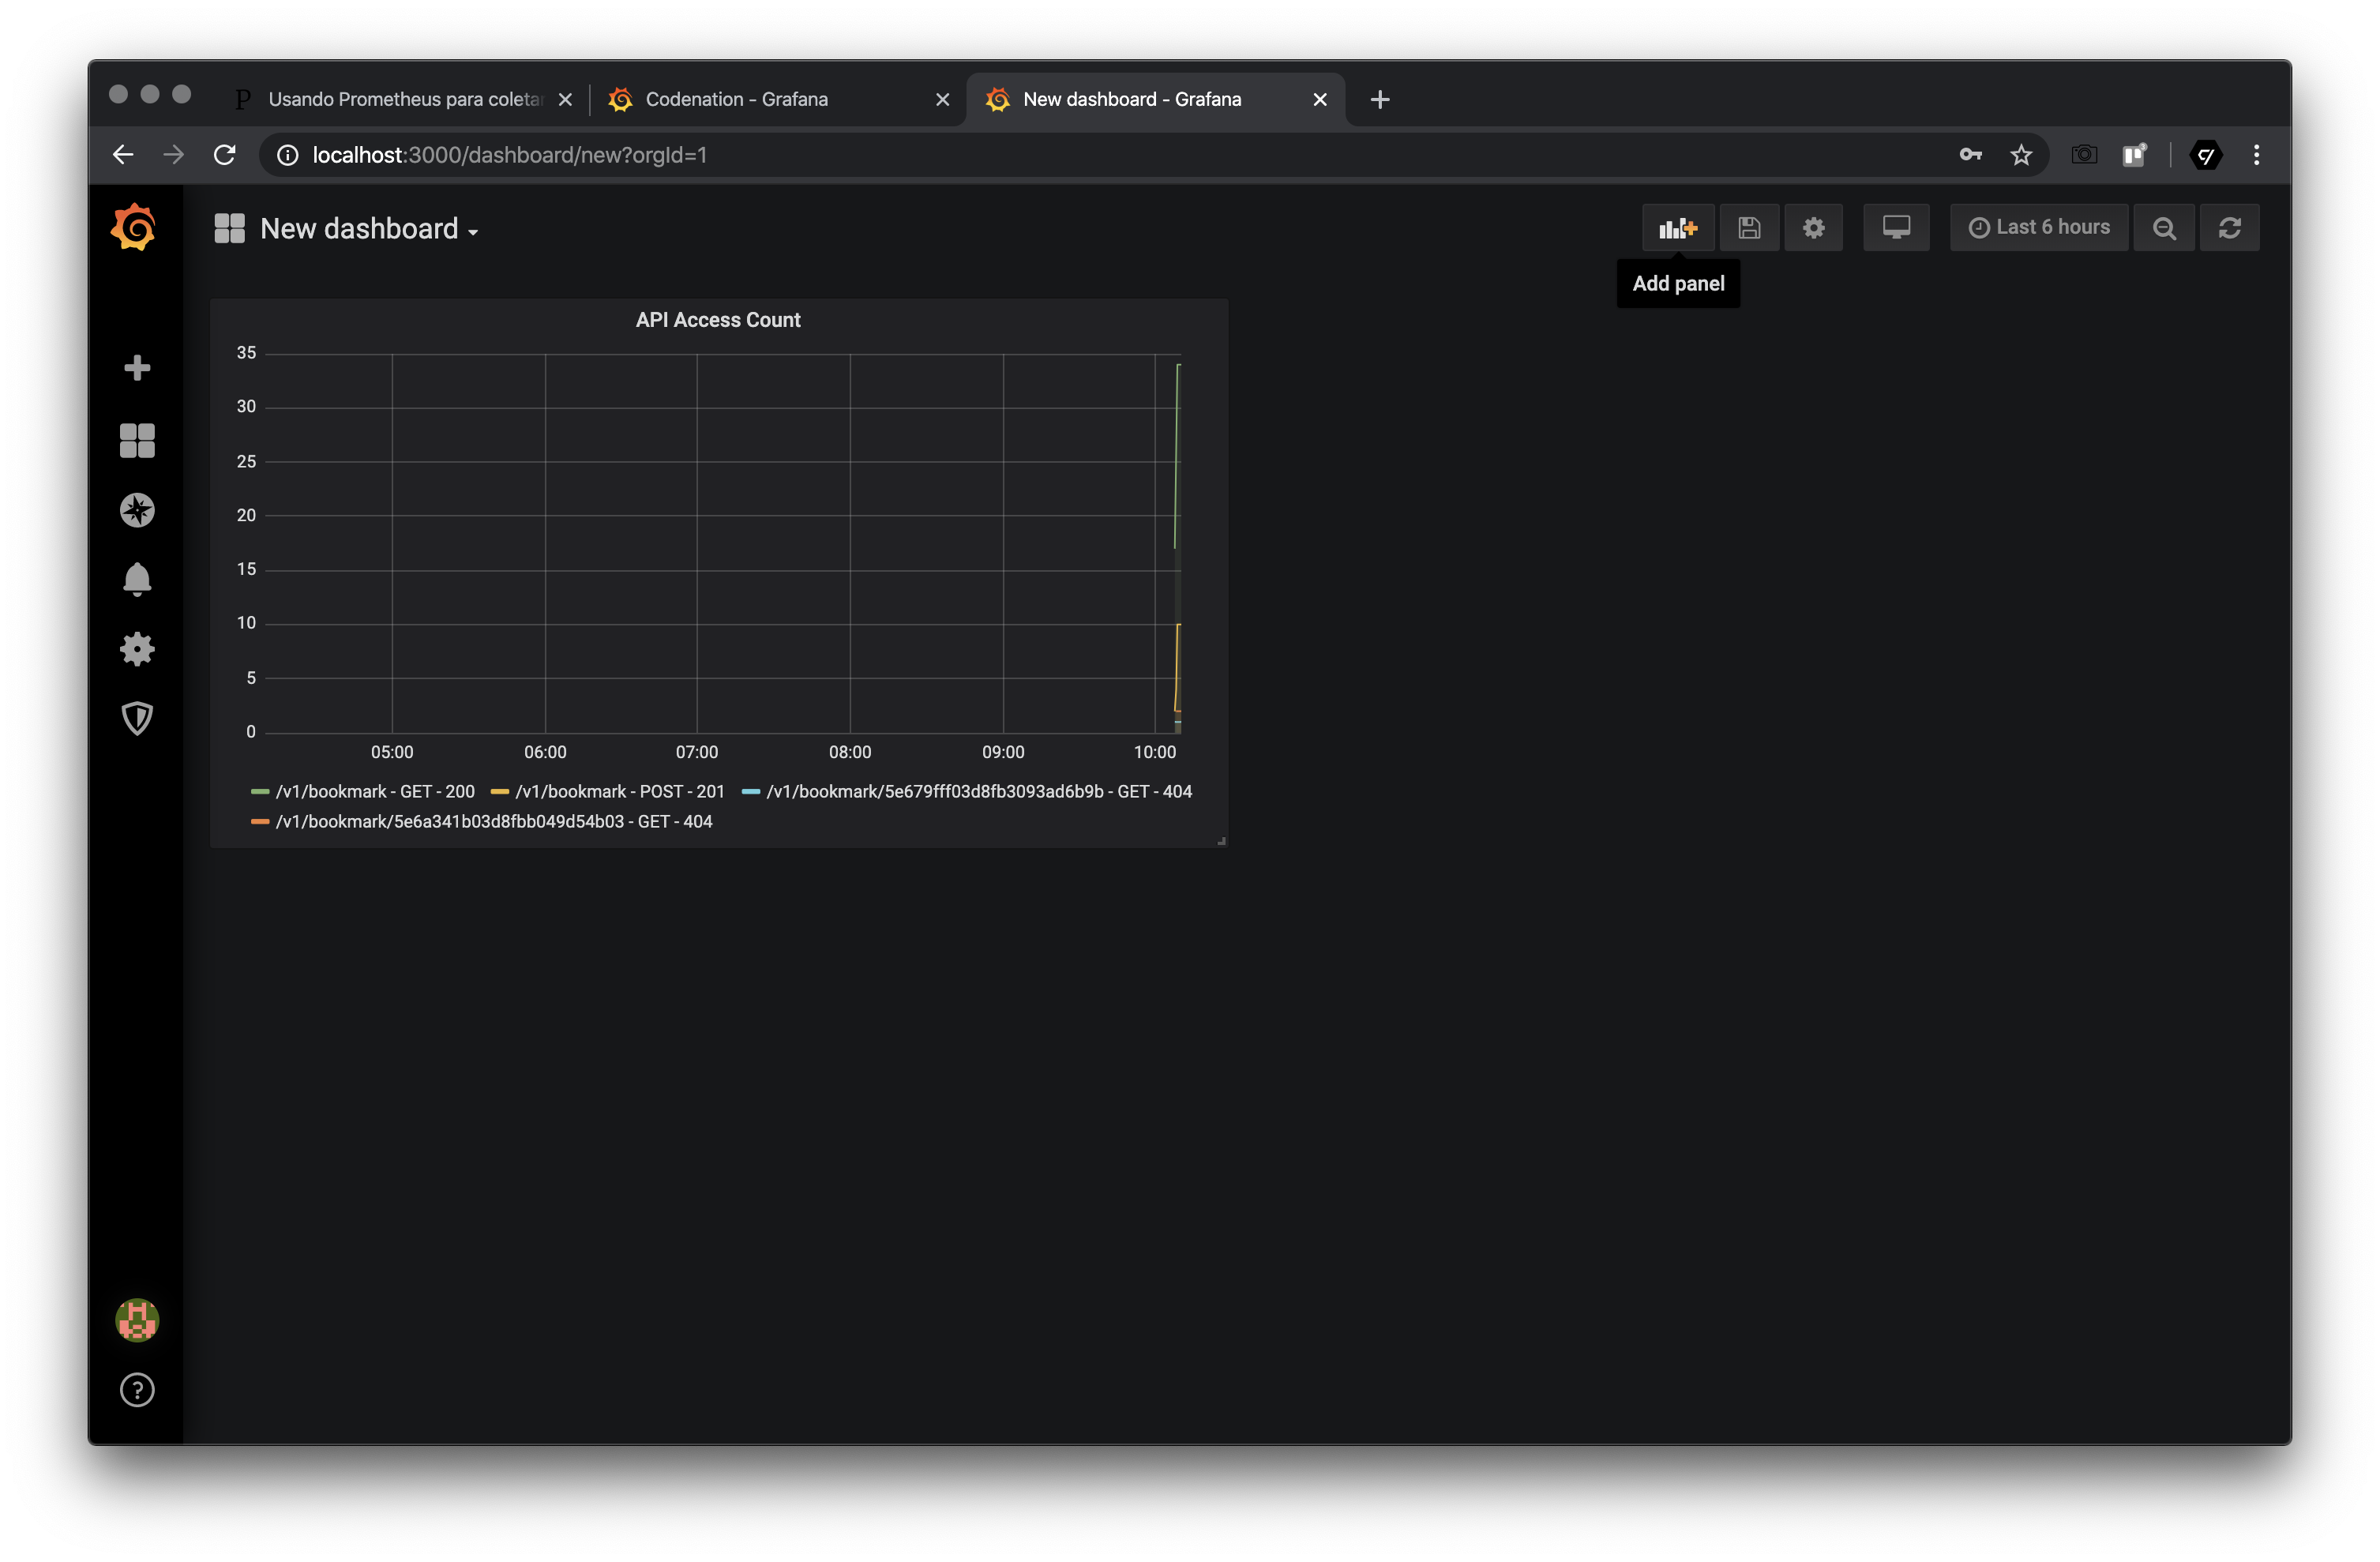 Usando Prometheus para coletar
Codenation - Grafana
New dashboard - Grafana
localhost:3000/dashboard/new?orgId=1
New dashboard
Last 6 hours
Add panel
API Access Count
35
30
25
20
15
10
5
0
05:00 06:00 07:00 08:00 09:00 10:00
/v1/bookmark - GET - 200 /v1/bookmark - POST - 201 /v1/bookmark/5e679fff03d8fb3093ad6b9b - GET - 404
/v1/bookmark/5e6a341b03d8fbb049d54b03 - GET - 404